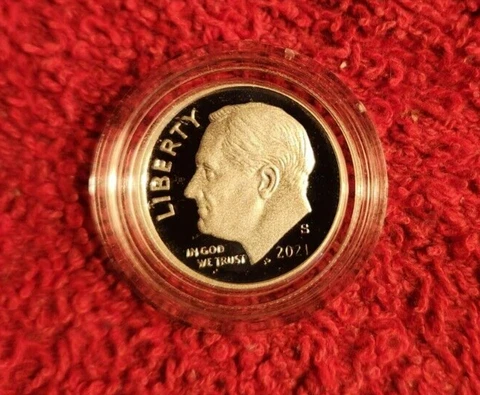 LIBERTY
IN GOD
WE TRUST
S
2021